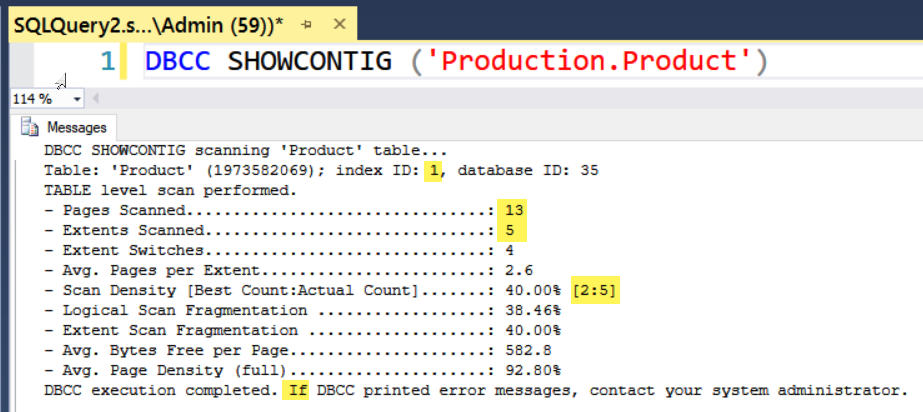 SQLQuery2.s...\Admin (59))*
1 DBCC SHOWCONTIG ('Production.Product')
114 %
Messages
DBCC SHOWCONTIG scanning 'Product' table...
Table: 'Product' (1973582069); index ID: 1, database ID: 35
TABLE level scan performed.
- Pages Scanned................................: 13
- Extents Scanned..............................: 5
- Extent Switches..............................: 4
- Avg. Pages per Extent........................: 2.6
- Scan Density [Best Count:Actual Count].......: 40.00% [2:5]
- Logical Scan Fragmentation ..................: 38.46%
- Extent Scan Fragmentation ..................: 40.00%
- Avg. Bytes Free per Page.....................: 582.8
- Avg. Page Density (full).....................: 92.80%
DBCC execution completed. If DBCC printed error messages, contact your system administrator.